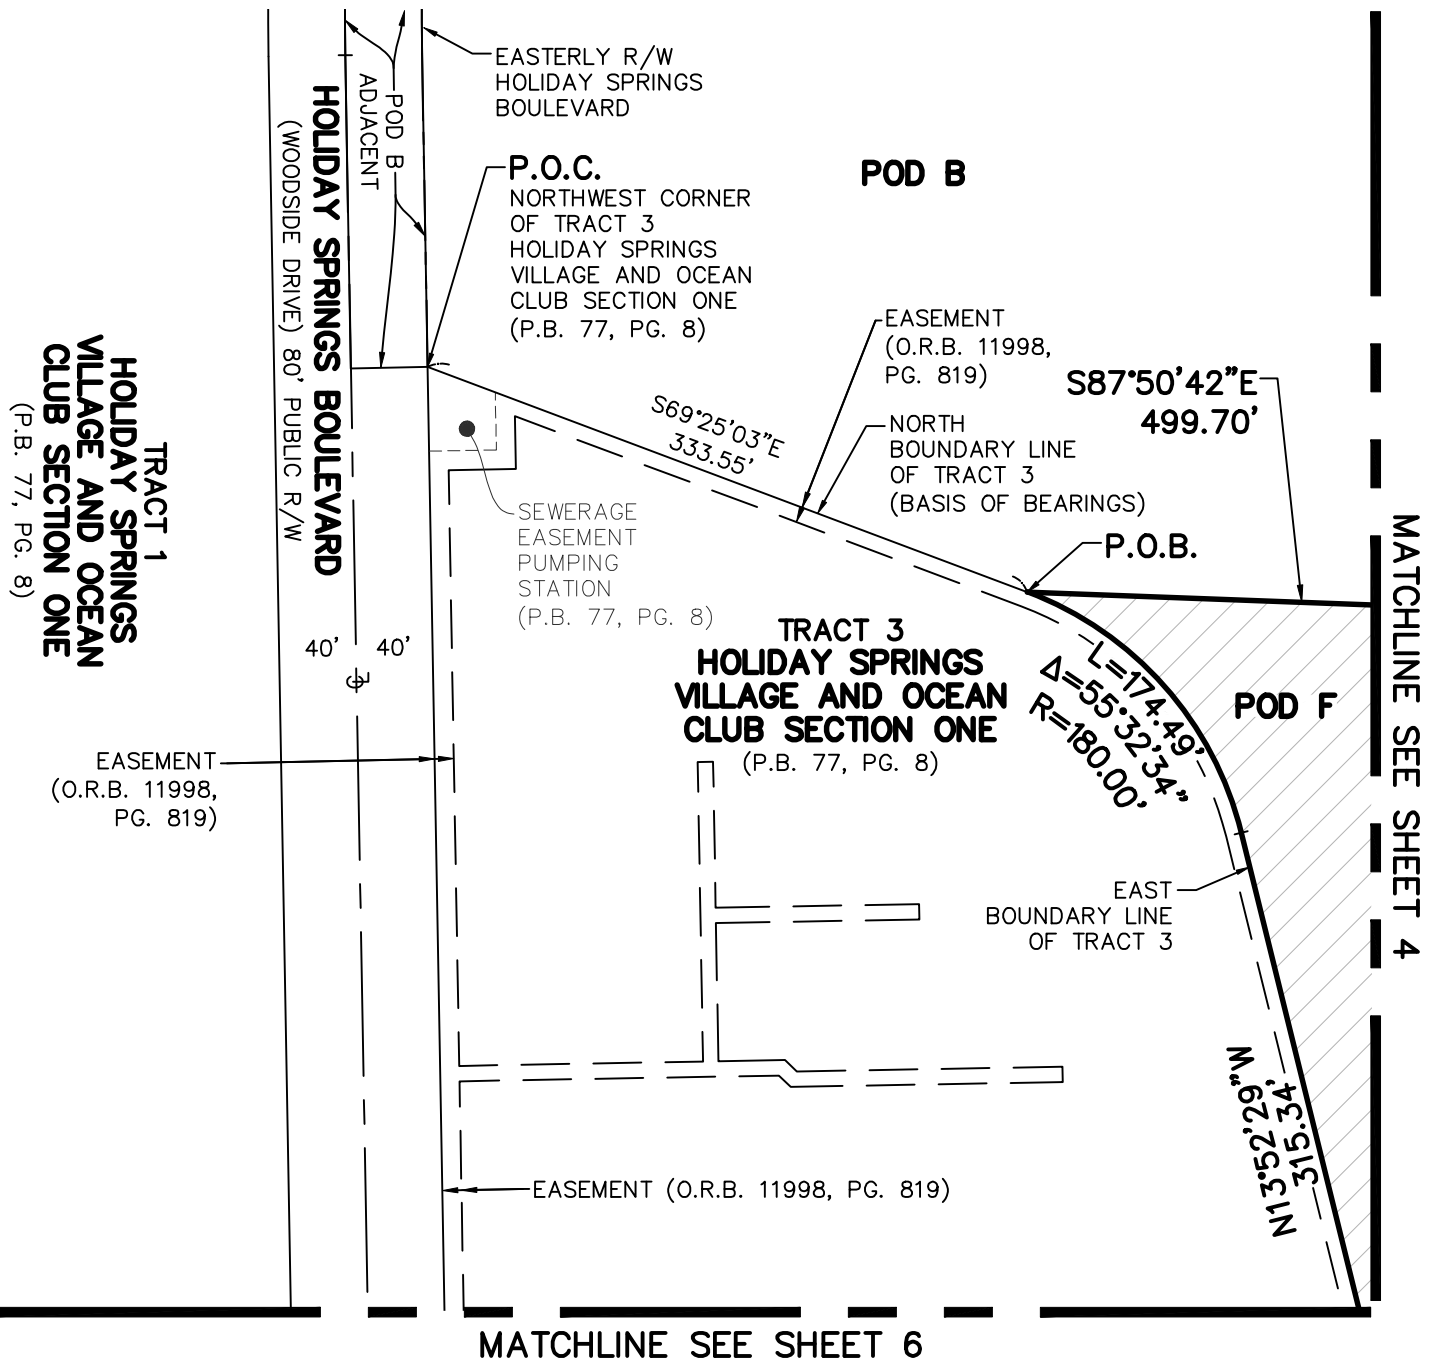 EASTERLY R/W
HOLIDAY SPRINGS
BOULEVARD
POD B
ADJACENT
P.O.C.
NORTHWEST CORNER
OF TRACT 3
HOLIDAY SPRINGS
VILLAGE AND OCEAN
CLUB SECTION ONE
(P.B. 77, PG. 8)
POD B
HOLIDAY SPRINGS BOULEVARD
(WOODSIDE DRIVE) 80' PUBLIC R/W
TRACT 1
HOLIDAY SPRINGS
VILLAGE AND OCEAN
CLUB SECTION ONE
(P.B. 77, PG. 8)
EASEMENT
(O.R.B. 11998,
PG. 819)
S87°50'42"E
499.70'
S69°25'03"E
333.55'
NORTH
BOUNDARY LINE
OF TRACT 3
(BASIS OF BEARINGS)
P.O.B.
SEWERAGE
EASEMENT
PUMPING
STATION
(P.B. 77, PG. 8)
TRACT 3
HOLIDAY SPRINGS
VILLAGE AND OCEAN
CLUB SECTION ONE
(P.B. 77, PG. 8)
L=174.49'
Δ=55°32'34"
R=180.00'
POD F
MATCHLINE SEE SHEET 4
40' 40'
EASEMENT
(O.R.B. 11998,
PG. 819)
EAST
BOUNDARY LINE
OF TRACT 3
N13°52'29"W
315.34'
EASEMENT (O.R.B. 11998, PG. 819)
MATCHLINE SEE SHEET 6